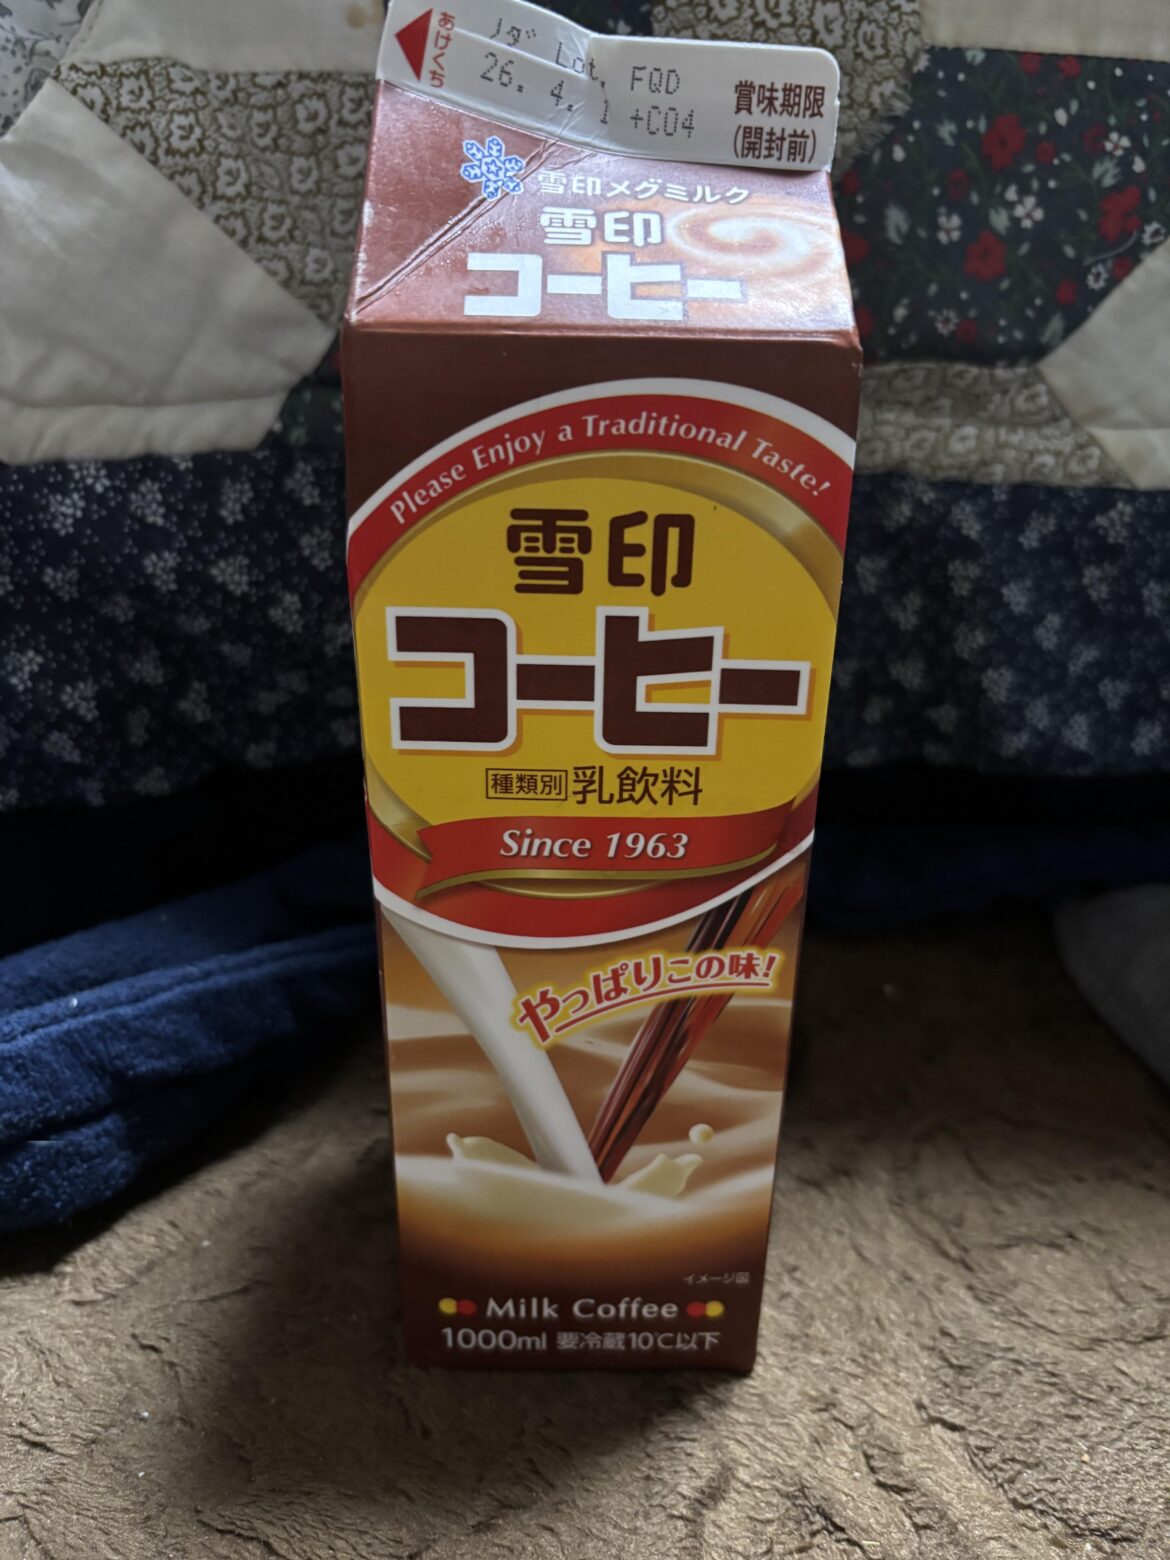 あけくち
ノダ Lot. FQD
26. 4. 1 +C04
賞味期限
(開封前)
雪印メグミルク
雪印
コーヒー
Please Enjoy a Traditional Taste!
雪印
コーヒー
種類別 乳飲料
Since 1963
やっぱりこの味!
イメージ図
Milk Coffee
1000ml 要冷蔵10℃以下